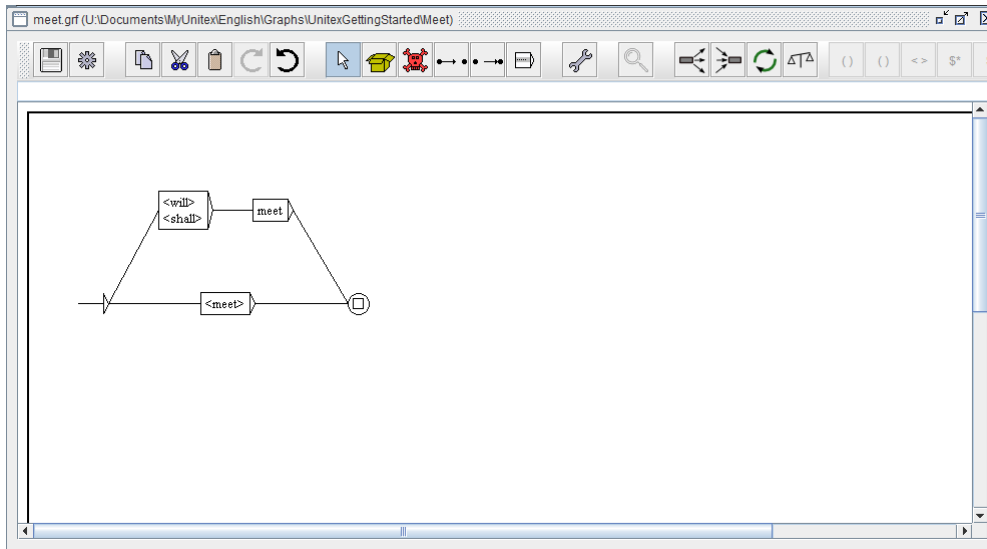 meet.grf (U:\Documents\MyUnitex\English\Graphs\UnitexGettingStarted\Meet)
( ) ( ) < > $*
<will>
<shall>
meet
<meet>